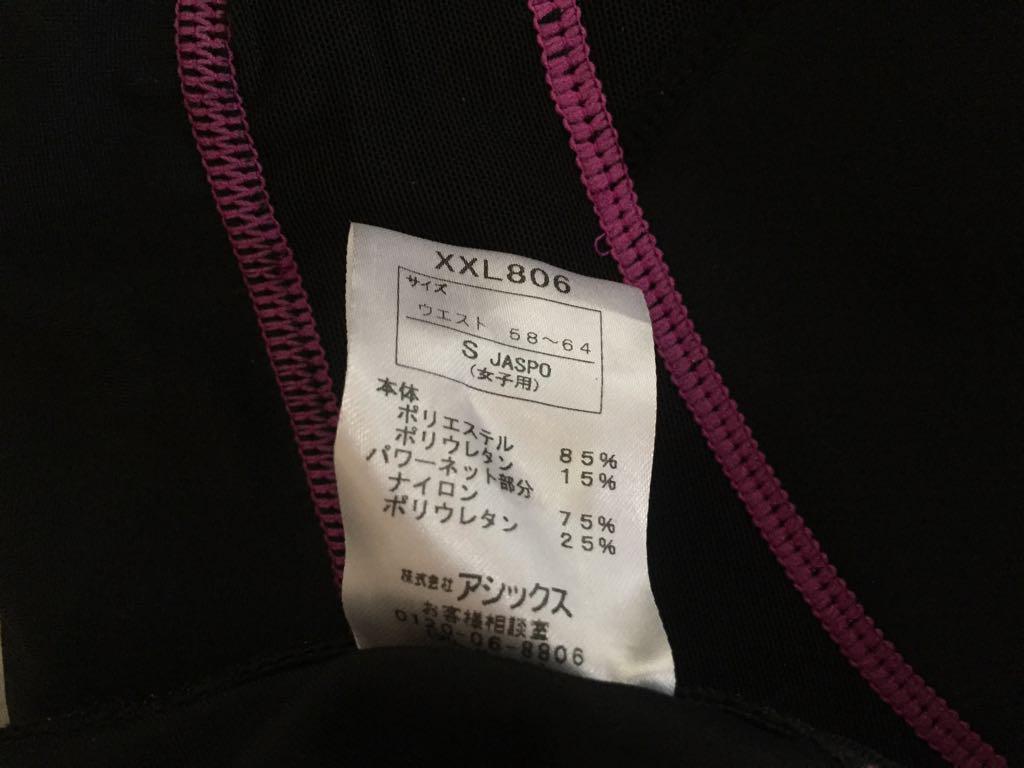 XXL806
サイズ
ウエスト 58～64
S JASPO
(女子用)
本体
ポリエステル 85%
ポリウレタン 15%
パワーネット部分
ナイロン 75%
ポリウレタン 25%
株式会社 アシックス
お客様相談室
0120-06-8806